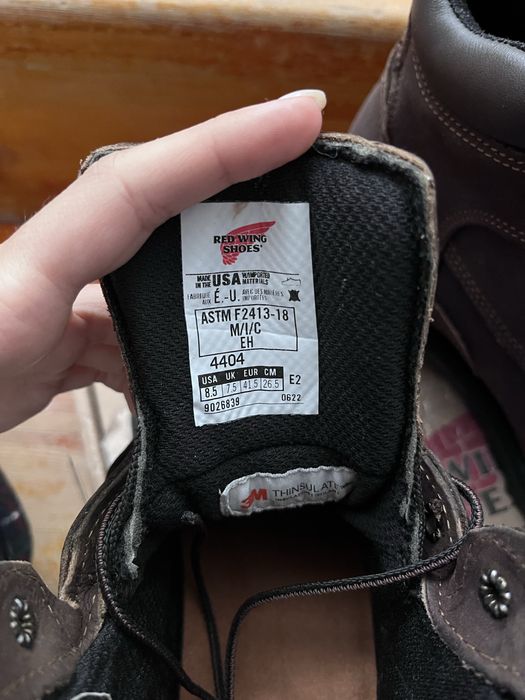 RED WING
SHOES®
MADE IN THE USA W/IMPORTED MATERIALS
FABRIQUÉ AUX É.-U. AVEC DES MATIÈRES IMPORTÉES
ASTM F2413-18
M/I/C
EH
4404
USA UK EUR CM
8.5 7.5 41.5 26.5 E2
9026839 0622
THINSULATE